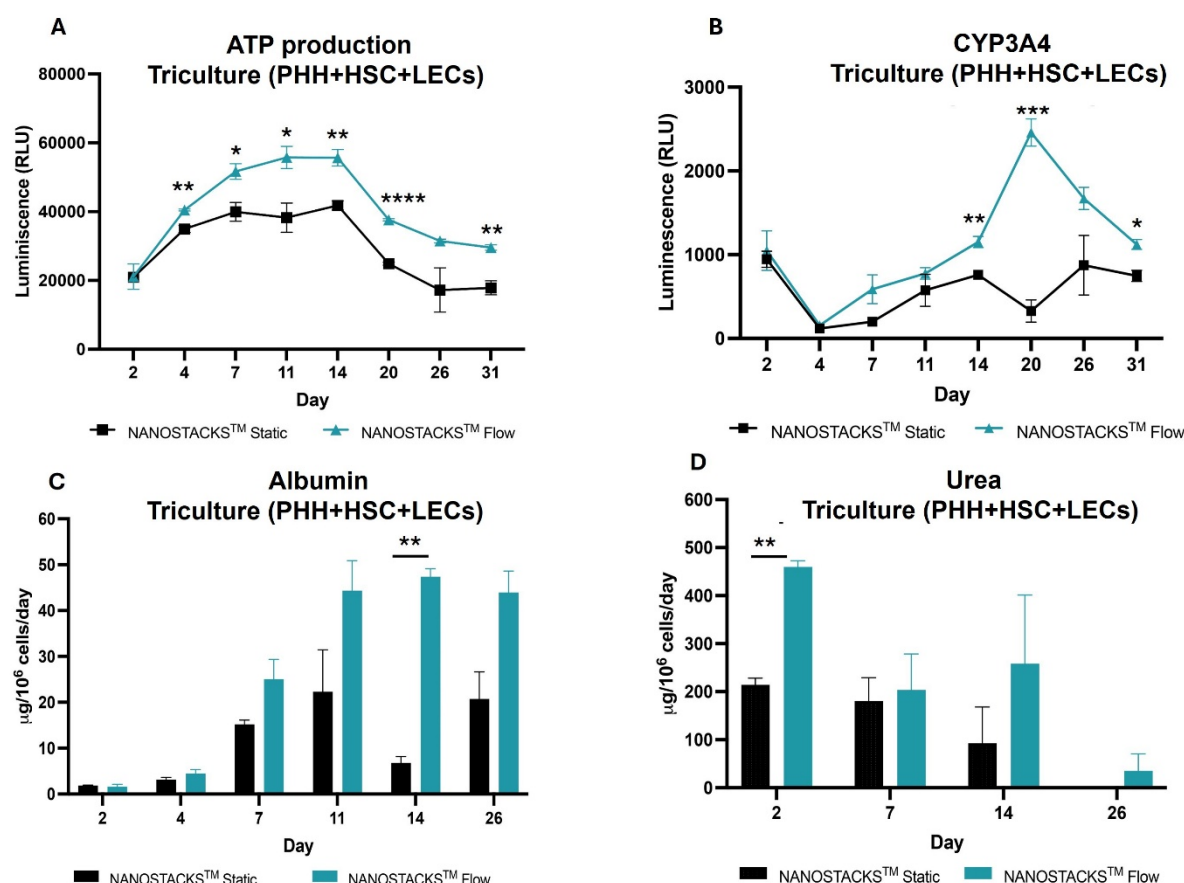 A
ATP production
Triculture (PHH+HSC+LECs)
Luminiscence (RLU)
80000
60000
40000
20000
0
** * * ** **** **
2 4 7 11 14 20 26 31
Day
NANOSTACKS™ Static NANOSTACKS™ Flow
B
CYP3A4
Triculture (PHH+HSC+LECs)
Luminescence (RLU)
3000
2000
1000
0
** *** *
2 4 7 11 14 20 26 31
Day
NANOSTACKS™ Static NANOSTACKS™ Flow
C
Albumin
Triculture (PHH+HSC+LECs)
µg/10⁶ cells/day
60
50
40
30
20
10
0
**
2 4 7 11 14 26
Day
NANOSTACKS™ Static NANOSTACKS™ Flow
D
Urea
Triculture (PHH+HSC+LECs)
µg/10⁶ cells/day
600
500
400
300
200
100
0
**
2 7 14 26
Day
NANOSTACKS™ Static NANOSTACKS™ Flow